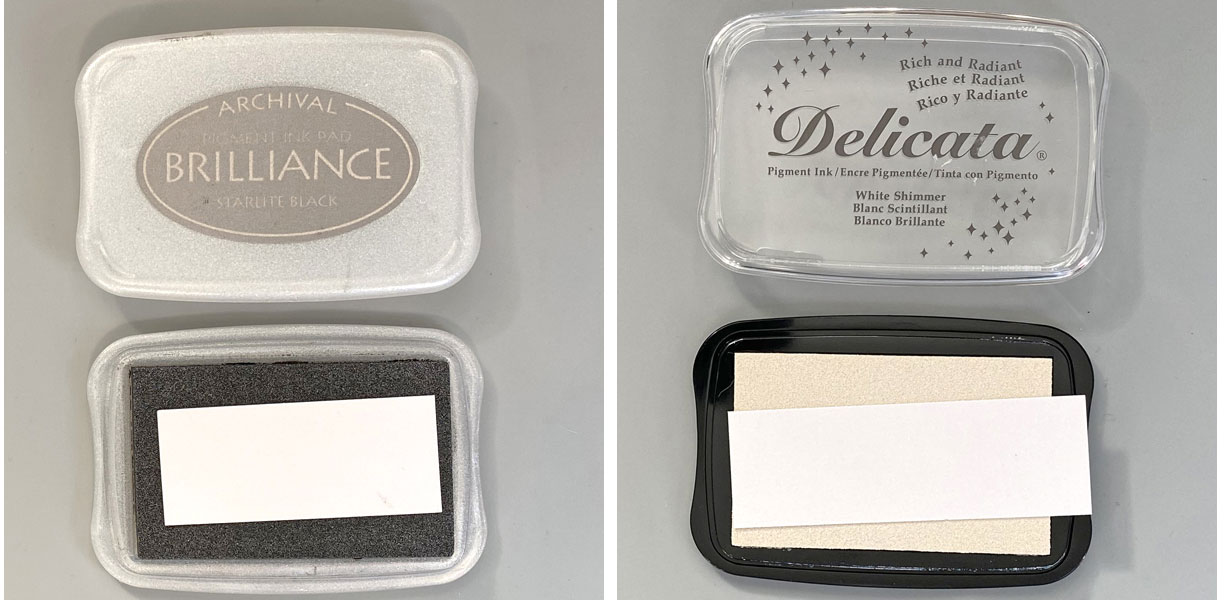 ARCHIVAL
PIGMENT INK PAD
BRILLIANCE
STARLITE BLACK
Rich and Radiant
Riche et Radiant
Rico y Radiante
Delicata®
Pigment Ink/Encre Pigmentée/Tinta con Pigmento
White Shimmer
Blanc Scintillant
Blanco Brillante